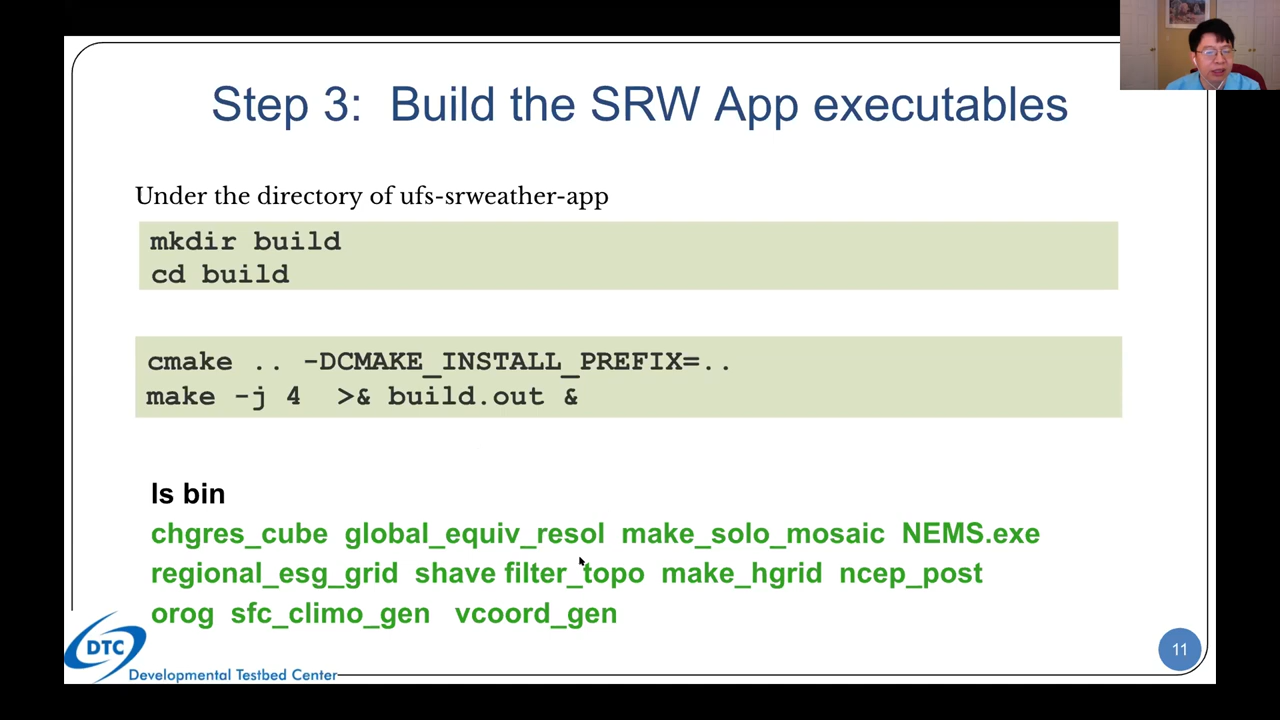 Step 3:  Build the SRW App executables
Under the directory of ufs-srweather-app
mkdir build
cd build
cmake .. -DCMAKE_INSTALL_PREFIX=..
make -j 4  >& build.out &
ls bin
chgres_cube  global_equiv_resol  make_solo_mosaic  NEMS.exe
regional_esg_grid  shave filter_topo  make_hgrid  ncep_post
orog  sfc_climo_gen  vcoord_gen
DTC
Developmental Testbed Center
11